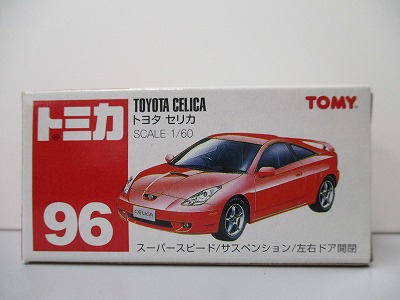 トミカ
TOYOTA CELICA
トヨタ セリカ
SCALE 1/60
TOMY
96
CELICA
スーパースピード/サスペンション/左右ドア開閉